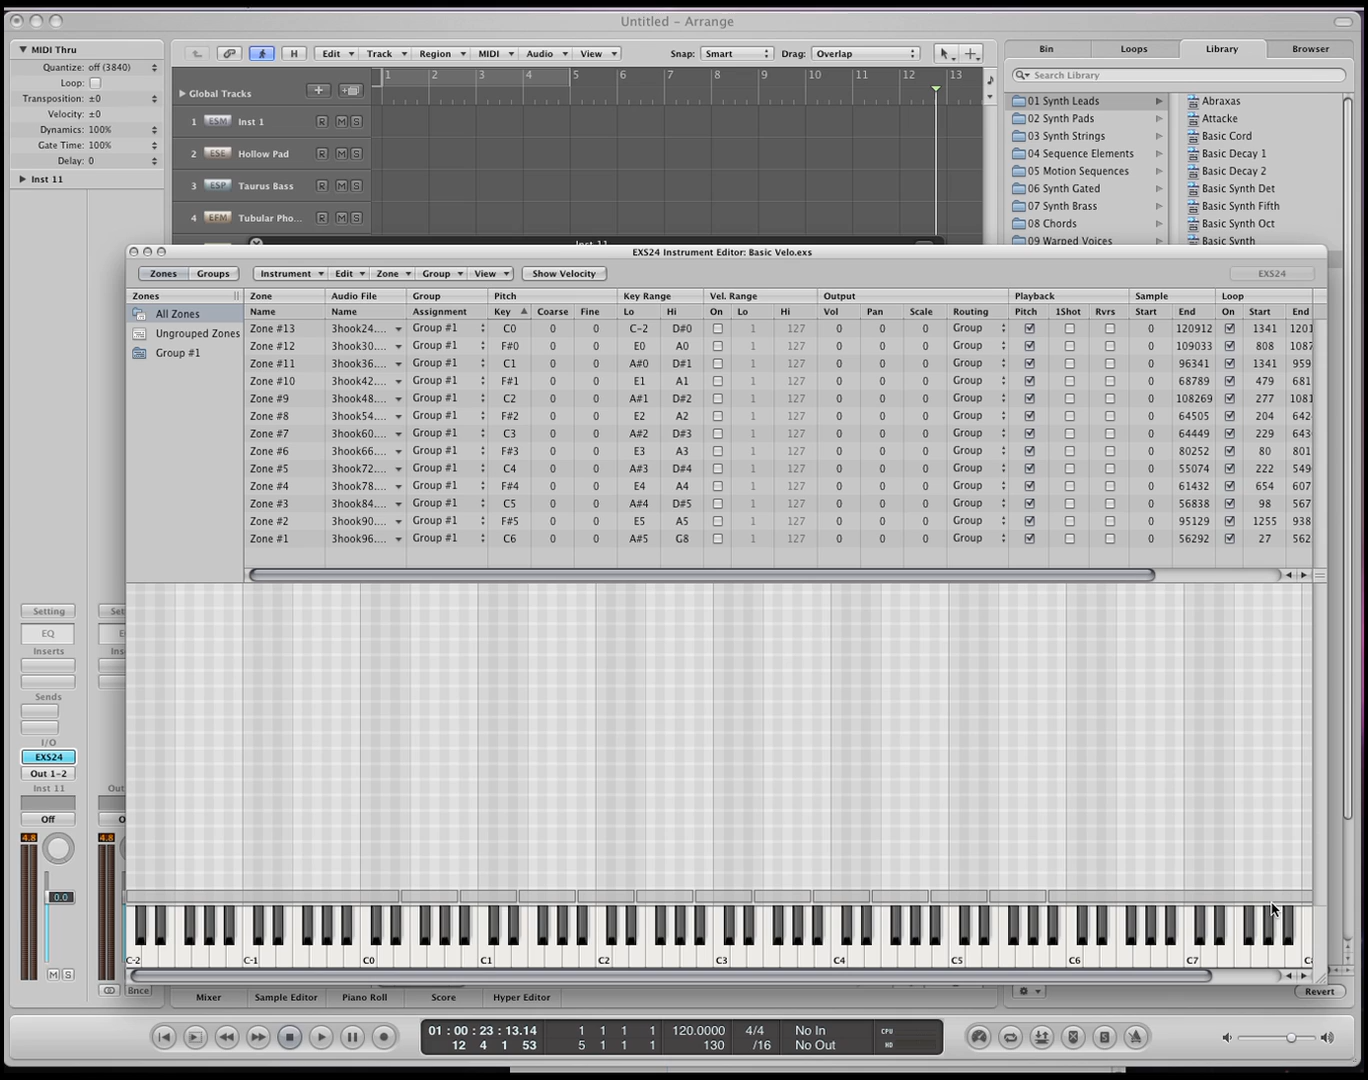 Untitled – Arrange
MIDI Thru
Quantize: off (3840)
Loop:
Transposition: ±0
Velocity: ±0
Dynamics: 100%
Gate Time: 100%
Delay: 0
Inst 11
H Edit Track Region MIDI Audio View Snap: Smart Drag: Overlap
1 2 3 4 5 6 7 8 9 10 11 12 13
Global Tracks
1 ESM Inst 1 R M S
2 ESE Hollow Pad R M S
3 ESP Taurus Bass R M S
4 EFM Tubular Pho... R M S
Bin Loops Library Browser
Search Library
01 Synth Leads
02 Synth Pads
03 Synth Strings
04 Sequence Elements
05 Motion Sequences
06 Synth Gated
07 Synth Brass
08 Chords
09 Warped Voices
Abraxas
Attacke
Basic Cord
Basic Decay 1
Basic Decay 2
Basic Synth Det
Basic Synth Fifth
Basic Synth Oct
Basic Synth
Inst 11
EXS24 Instrument Editor: Basic Velo.exs
Zones Groups Instrument Edit Zone Group View Show Velocity EXS24
Zones
All Zones
Ungrouped Zones
Group #1
Zone Audio File Group Pitch Key Range Vel. Range Output Playback Sample Loop
Name Name Assignment Key Coarse Fine Lo Hi On Lo Hi Vol Pan Scale Routing Pitch 1Shot Rvrs Start End On Start End
Zone #13 3hook24.... Group #1 C0 0 0 C-2 D#0 1 127 0 0 0 Group 0 120912 1341 1201
Zone #12 3hook30.... Group #1 F#0 0 0 E0 A0 1 127 0 0 0 Group 0 109033 808 1087
Zone #11 3hook36.... Group #1 C1 0 0 A#0 D#1 1 127 0 0 0 Group 0 96341 1341 959
Zone #10 3hook42.... Group #1 F#1 0 0 E1 A1 1 127 0 0 0 Group 0 68789 479 681
Zone #9 3hook48.... Group #1 C2 0 0 A#1 D#2 1 127 0 0 0 Group 0 108269 277 1081
Zone #8 3hook54.... Group #1 F#2 0 0 E2 A2 1 127 0 0 0 Group 0 64505 204 642
Zone #7 3hook60.... Group #1 C3 0 0 A#2 D#3 1 127 0 0 0 Group 0 64449 229 643
Zone #6 3hook66.... Group #1 F#3 0 0 E3 A3 1 127 0 0 0 Group 0 80252 80 801
Zone #5 3hook72.... Group #1 C4 0 0 A#3 D#4 1 127 0 0 0 Group 0 55074 222 549
Zone #4 3hook78.... Group #1 F#4 0 0 E4 A4 1 127 0 0 0 Group 0 61432 654 607
Zone #3 3hook84.... Group #1 C5 0 0 A#4 D#5 1 127 0 0 0 Group 0 56838 98 567
Zone #2 3hook90.... Group #1 F#5 0 0 E5 A5 1 127 0 0 0 Group 0 95129 1255 938
Zone #1 3hook96.... Group #1 C6 0 0 A#5 G8 1 127 0 0 0 Group 0 56292 27 562
Setting
EQ
Inserts
Sends
I/O
EXS24
Out 1-2
Inst 11
Off
4.8 4.8
0.0
M S
Bnce
C-2 C-1 C0 C1 C2 C3 C4 C5 C6 C7
Mixer Sample Editor Piano Roll Score Hyper Editor Revert
01 : 00 : 23 : 13.14 1 1 1 1 120.0000 4/4 No In CPU
12 4 1 53 5 1 1 1 130 /16 No Out HD